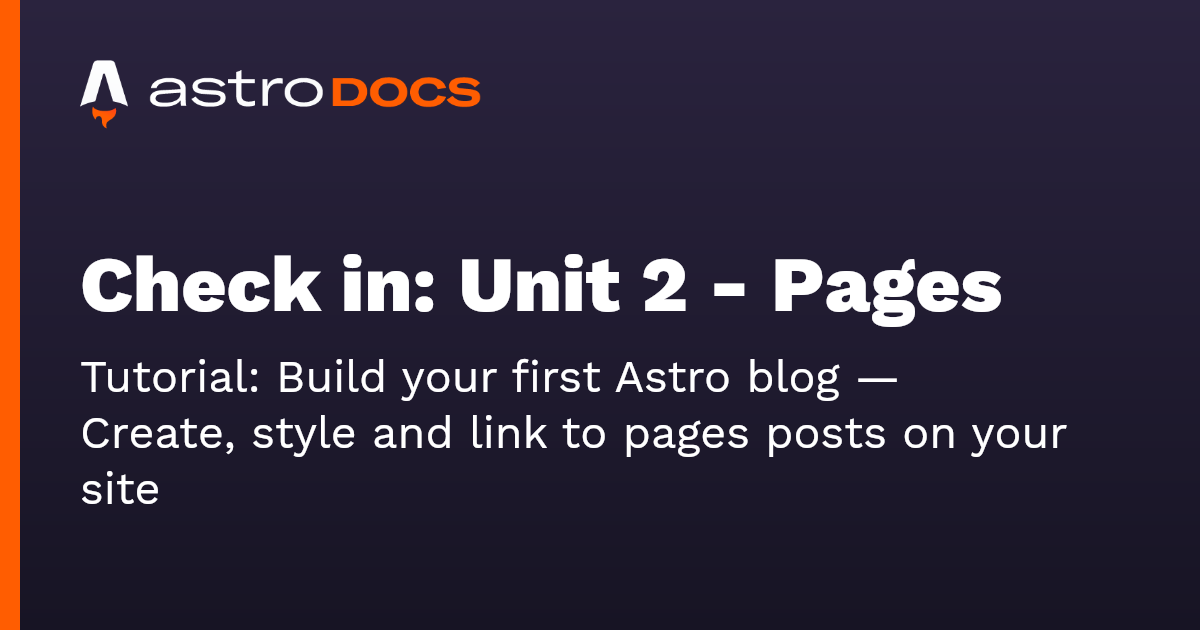 astro DOCS
Check in: Unit 2 - Pages
Tutorial: Build your first Astro blog —
Create, style and link to pages posts on your
site